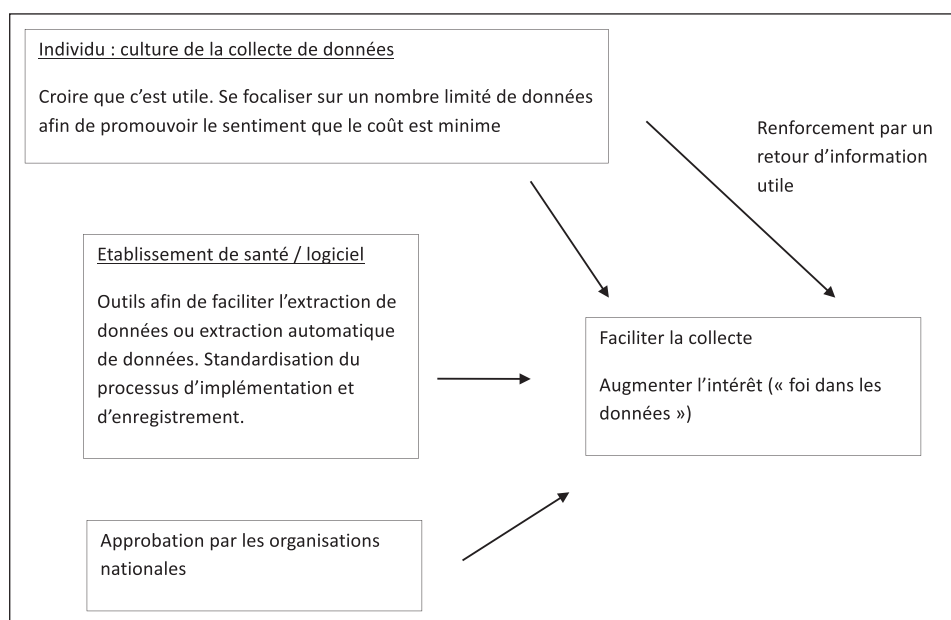 Individu : culture de la collecte de données
Croire que c’est utile. Se focaliser sur un nombre limité de données
afin de promouvoir le sentiment que le coût est minime
Renforcement par un
retour d’information
utile
Etablissement de santé / logiciel
Outils afin de faciliter l’extraction de
données ou extraction automatique
de données. Standardisation du
processus d’implémentation et
d’enregistrement.
Faciliter la collecte
Augmenter l’intérêt (« foi dans les
données »)
Approbation par les organisations
nationales